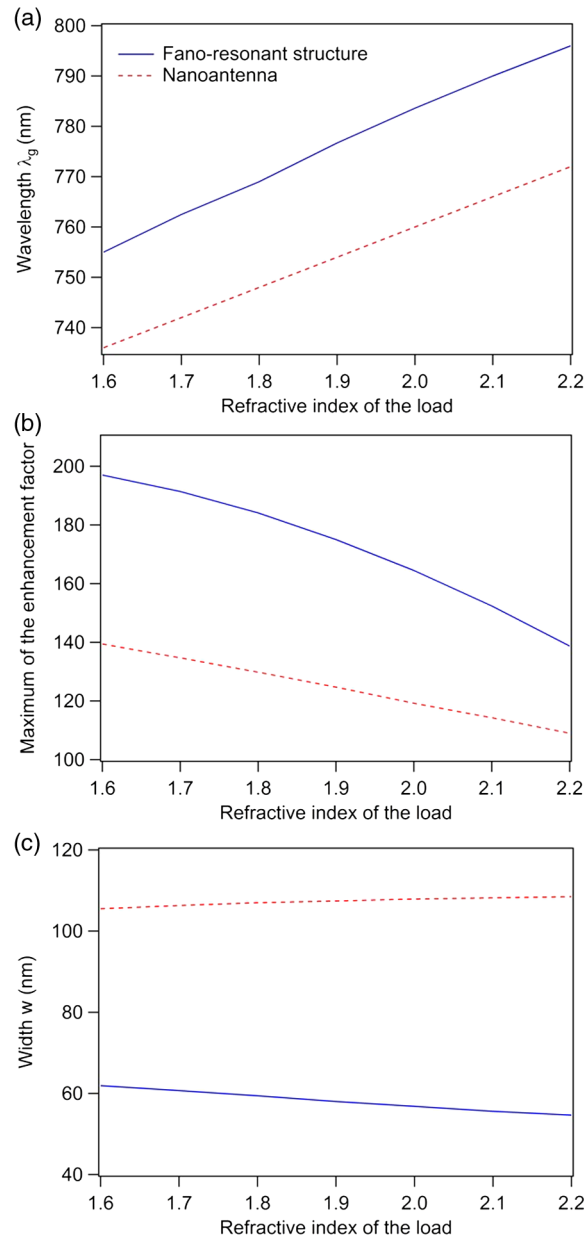 (a)
800
790
780
770
760
750
740
Wavelength λg (nm)
Fano-resonant structure
Nanoantenna
1.6 1.7 1.8 1.9 2.0 2.1 2.2
Refractive index of the load
(b)
200
180
160
140
120
100
Maximum of the enhancement factor
1.6 1.7 1.8 1.9 2.0 2.1 2.2
Refractive index of the load
(c)
120
100
80
60
40
Width w (nm)
1.6 1.7 1.8 1.9 2.0 2.1 2.2
Refractive index of the load